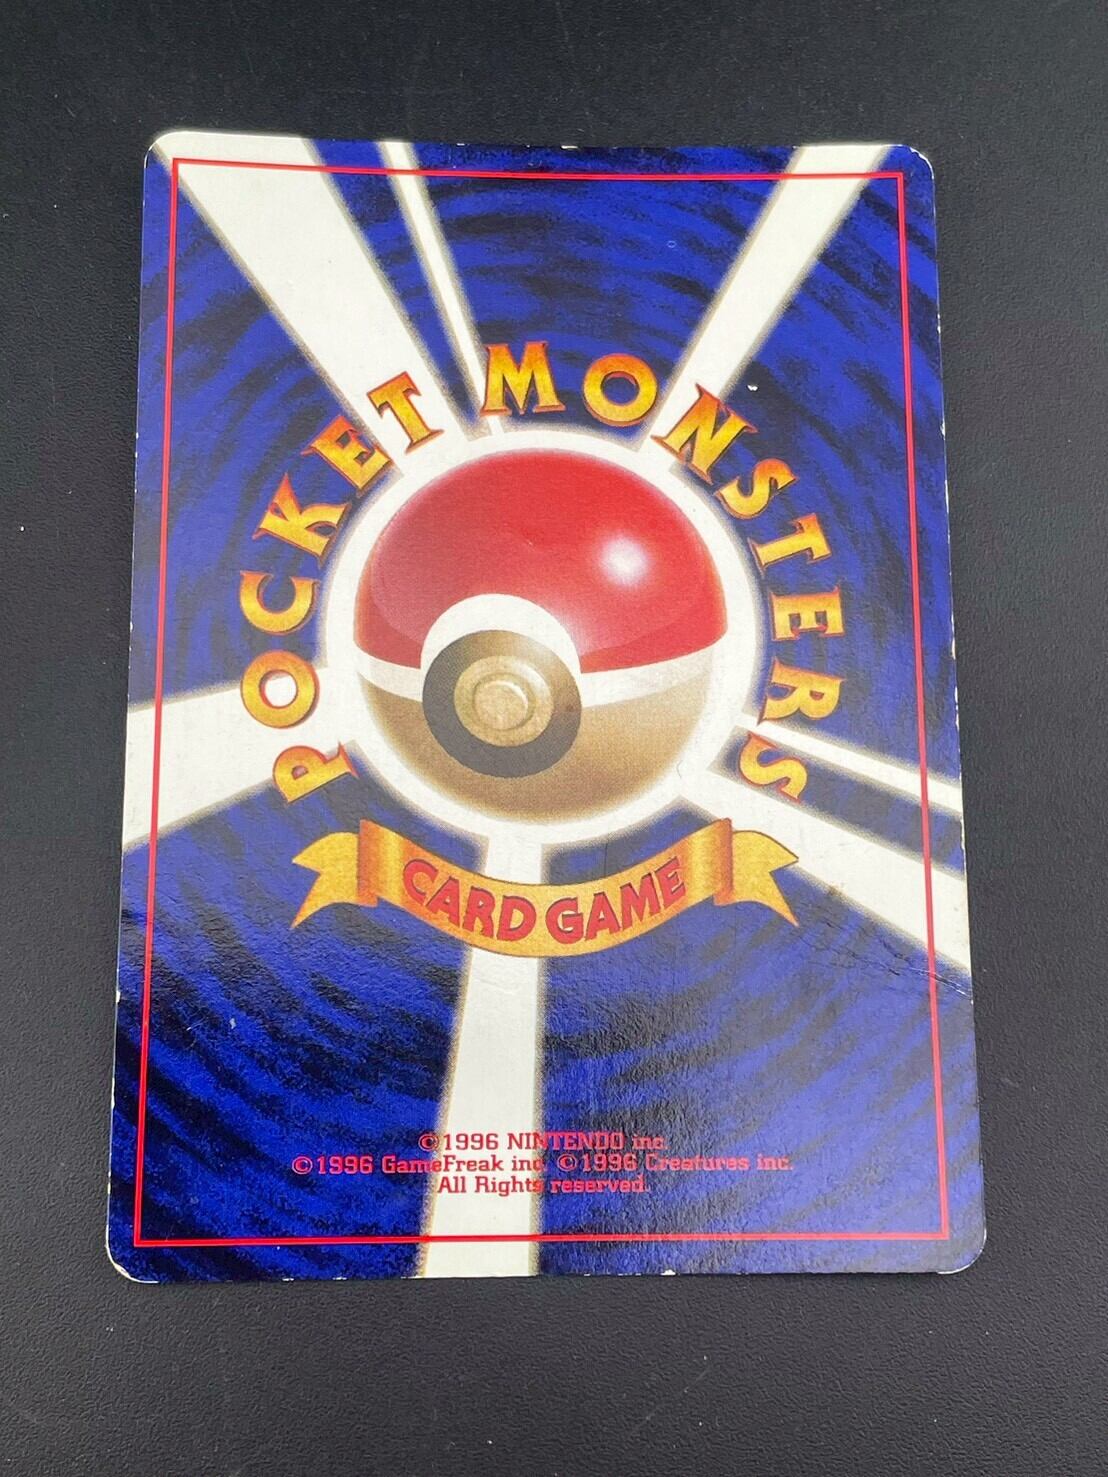 POCKET MONSTERS
CARD GAME
©1996 NINTENDO inc.
©1996 GameFreak inc. ©1996 Creatures inc.
All Rights reserved.